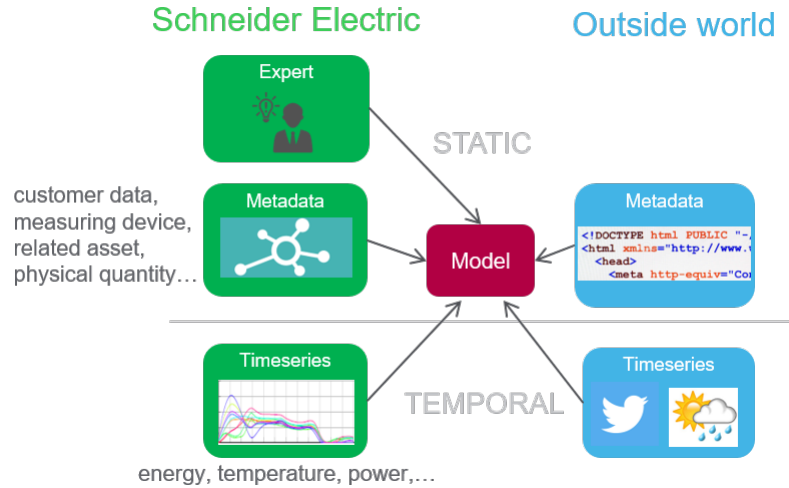 Schneider Electric
Outside world
Expert
STATIC
customer data,
measuring device,
related asset,
physical quantity…
Metadata
Metadata
<!DOCTYPE html PUBLIC "-
<html xmlns="http://www.
<head>
<meta http-equiv="Co
Model
Timeseries
Timeseries
TEMPORAL
energy, temperature, power,…